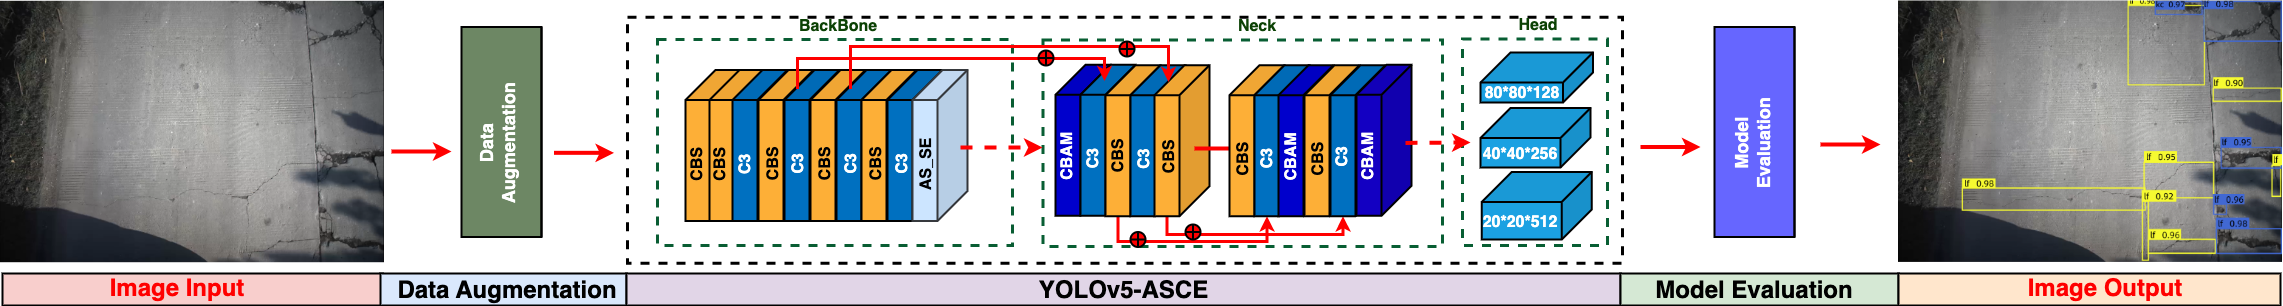 BackBone
Neck
Head
Data
Augmentation
CBS
CBS
C3
CBS
C3
CBS
C3
CBS
C3
AS_SE
CBAM
C3
CBS
C3
CBS
CBS
C3
CBAM
CBS
C3
CBAM
80*80*128
40*40*256
20*20*512
Model
Evaluation
kc 0.97
lf 0.98
lf 0.90
lf 0.95
lf 0.95
lf 0.98
lf 0.92
lf 0.96
lf 0.98
lf 0.96
Image Input
Data Augmentation
YOLOv5-ASCE
Model Evaluation
Image Output